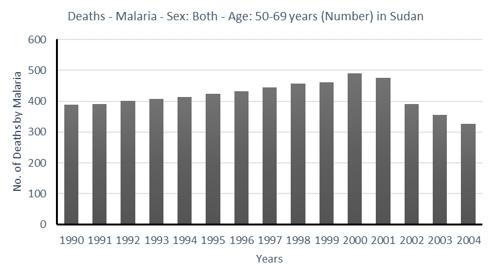 Deaths - Malaria - Sex: Both - Age: 50-69 years (Number) in Sudan
No. of Deaths by Malaria
600
500
400
300
200
100
0
1990 1991 1992 1993 1994 1995 1996 1997 1998 1999 2000 2001 2002 2003 2004
Years